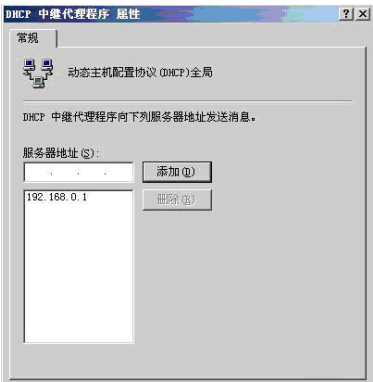 DHCP 中继代理程序 属性
常规
动态主机配置协议(DHCP)全局
DHCP 中继代理程序向下列服务器地址发送消息。
服务器地址(S):
添加(D)
192.168.0.1
删除(R)